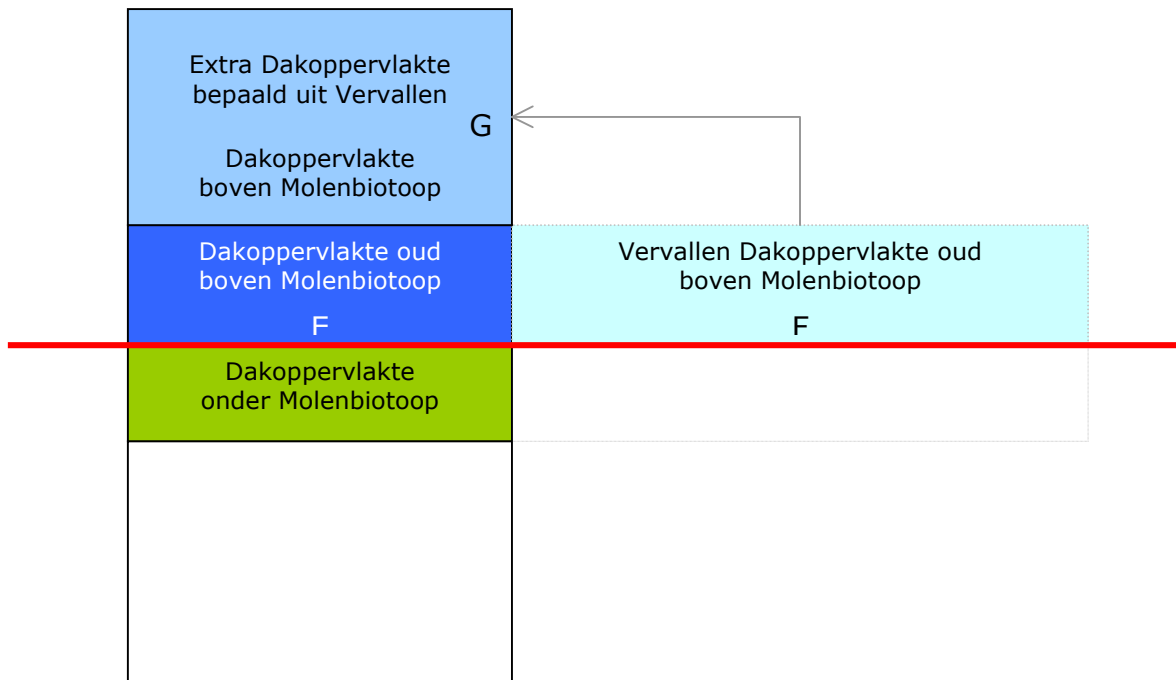 Extra Dakoppervlakte
bepaald uit Vervallen
G
Dakoppervlakte
boven Molenbiotoop
Dakoppervlakte oud
boven Molenbiotoop
F
Vervallen Dakoppervlakte oud
boven Molenbiotoop
F
Dakoppervlakte
onder Molenbiotoop